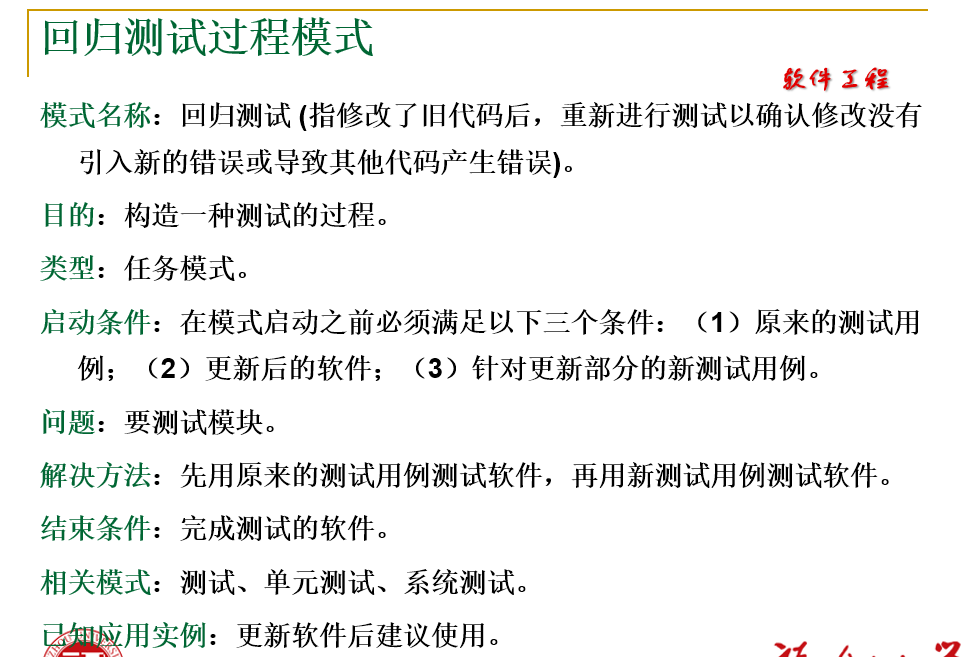 回归测试过程模式
软件工程
模式名称：回归测试 (指修改了旧代码后，重新进行测试以确认修改没有
引入新的错误或导致其他代码产生错误)。
目的：构造一种测试的过程。
类型：任务模式。
启动条件：在模式启动之前必须满足以下三个条件：（1）原来的测试用
例；（2）更新后的软件；（3）针对更新部分的新测试用例。
问题：要测试模块。
解决方法：先用原来的测试用例测试软件，再用新测试用例测试软件。
结束条件：完成测试的软件。
相关模式：测试、单元测试、系统测试。
已知应用实例：更新软件后建议使用。